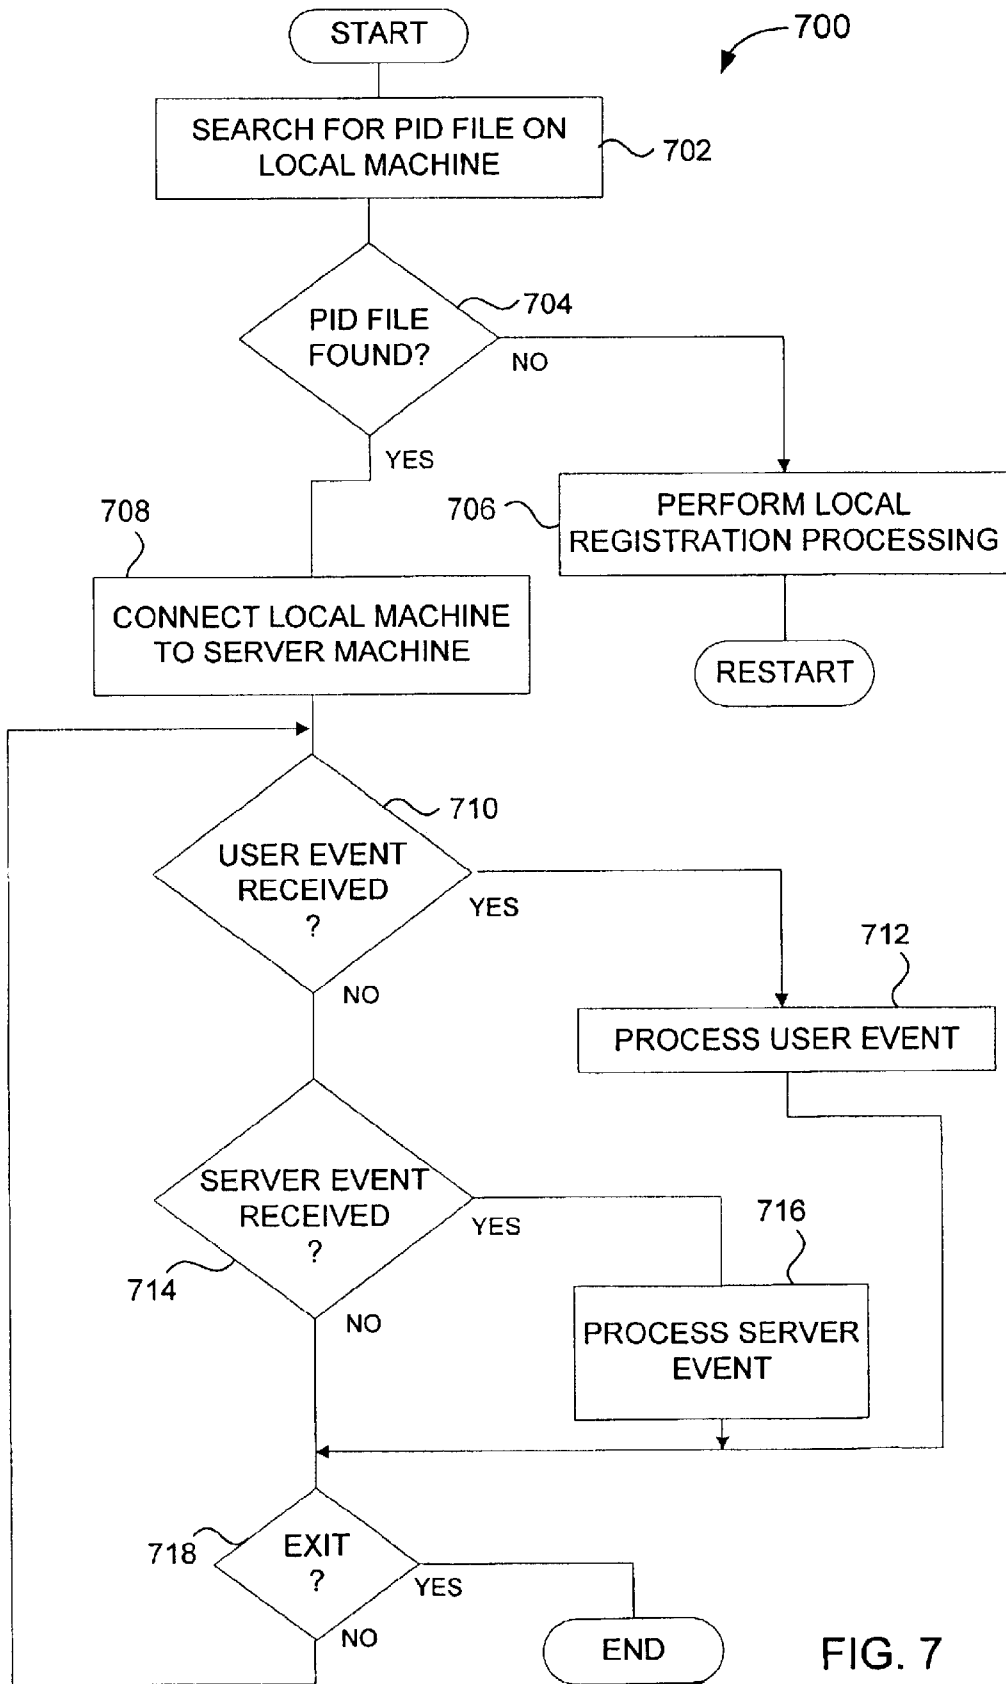 START
700
SEARCH FOR PID FILE ON
LOCAL MACHINE
702
704
PID FILE
FOUND?
NO
YES
708
706
PERFORM LOCAL
REGISTRATION PROCESSING
CONNECT LOCAL MACHINE
TO SERVER MACHINE
RESTART
710
USER EVENT
RECEIVED
?
YES
712
NO
PROCESS USER EVENT
SERVER EVENT
RECEIVED
?
YES
716
714
NO
PROCESS SERVER
EVENT
718
EXIT
?
YES
NO
END
FIG. 7